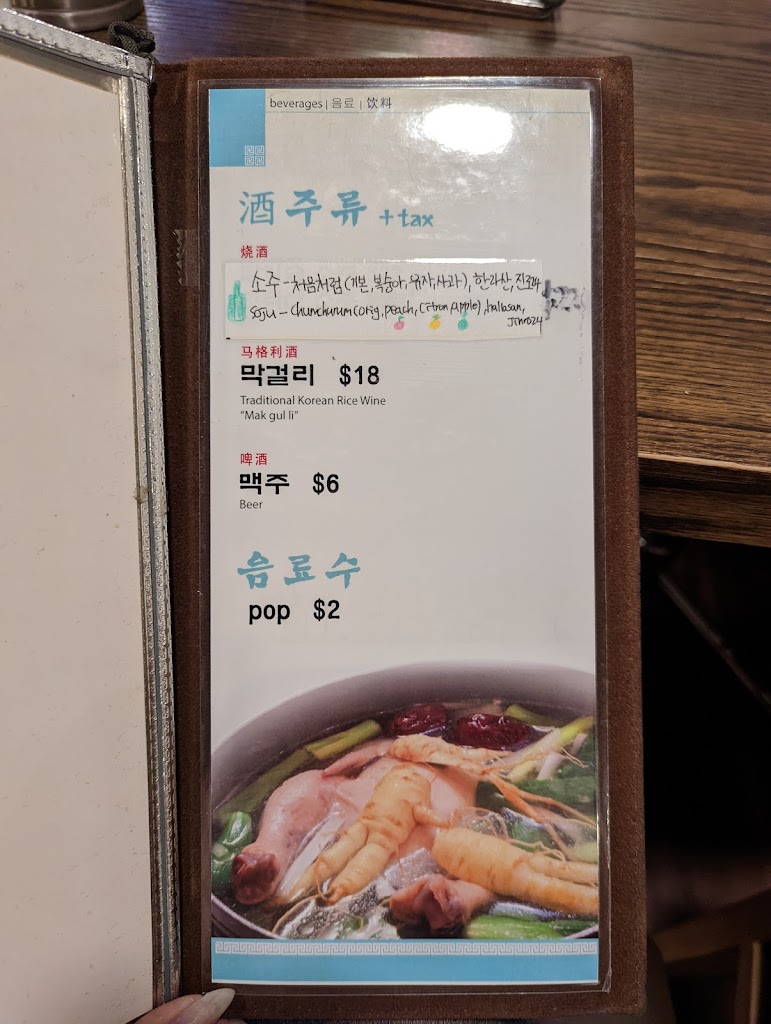 beverages | 음료 | 饮料
酒 주류 +tax
烧酒
소주 - 처음처럼 (기본, 복숭아, 유자, 사과), 한라산, 진로24
Soju - Chumchurum (orig, peach, citron, apple), hallasan,
Jinro24
马格利酒
막걸리 $18
Traditional Korean Rice Wine
“Mak gul li”
啤酒
맥주 $6
Beer
음료수
pop $2